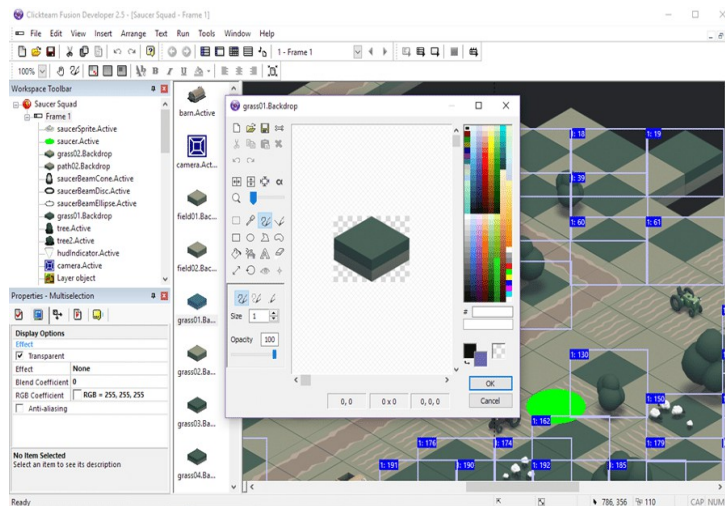 Clickteam Fusion Developer 2.5 - [Saucer Squad - Frame 1]
File Edit View Insert Arrange Text Run Tools Window Help
1 - Frame 1
100%
Workspace Toolbar
Saucer Squad
Frame 1
saucerSprite.Active
saucer.Active
grass02.Backdrop
path02.Backdrop
saucerBeamCone.Active
saucerBeamDisc.Active
saucerBeamEllipse.Active
grass01.Backdrop
tree.Active
tree2.Active
hudIndicator.Active
camera.Active
Layer object
Properties - Multiselection
Display Options
Effect
Transparent
Effect None
Blend Coefficient 0
RGB Coefficient RGB = 255, 255, 255
Anti-aliasing
No Item Selected
Select an item to see its description
Ready
barn.Active
camera.Act...
field01.Bac...
field02.Bac...
grass01.Ba...
grass02.Ba...
grass03.Ba...
grass04.Ba...
grass01.Backdrop
Size 1
Opacity 100
#
0, 0
0 x 0
0, 0, 0
OK
Cancel
1: 18
1: 19
1: 39
1: 60
1: 61
1: 130
1: 150
1: 162
1: 176
1: 174
1: 179
1: 191
1: 190
1: 192
1: 185
786, 356
110
CAP NUM